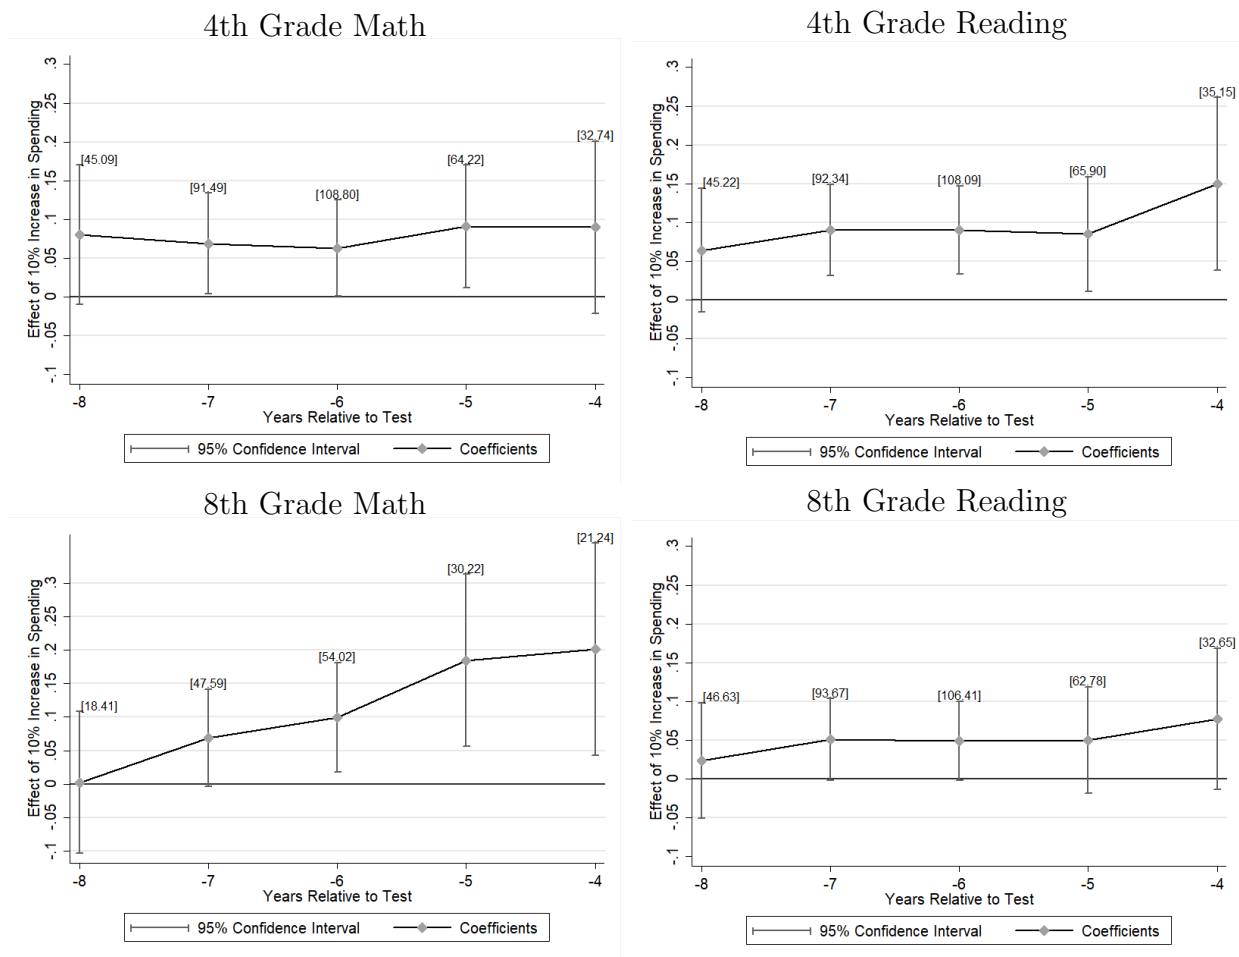 4th Grade Math
Effect of 10% Increase in Spending
.3
.25
.2
.15
.1
.05
0
-.05
-.1
[45.09]
[91.49]
[108.80]
[64.22]
[32.74]
-8 -7 -6 -5 -4
Years Relative to Test
95% Confidence Interval Coefficients
4th Grade Reading
Effect of 10% Increase in Spending
.3
.25
.2
.15
.1
.05
0
-.05
-.1
[45.22]
[92.34]
[108.09]
[65.90]
[35.15]
-8 -7 -6 -5 -4
Years Relative to Test
95% Confidence Interval Coefficients
8th Grade Math
Effect of 10% Increase in Spending
.3
.25
.2
.15
.1
.05
0
-.05
-.1
[18.41]
[47.59]
[54.02]
[30.22]
[21.24]
-8 -7 -6 -5 -4
Years Relative to Test
95% Confidence Interval Coefficients
8th Grade Reading
Effect of 10% Increase in Spending
.3
.25
.2
.15
.1
.05
0
-.05
-.1
[46.63]
[93.67]
[106.41]
[62.78]
[32.65]
-8 -7 -6 -5 -4
Years Relative to Test
95% Confidence Interval Coefficients